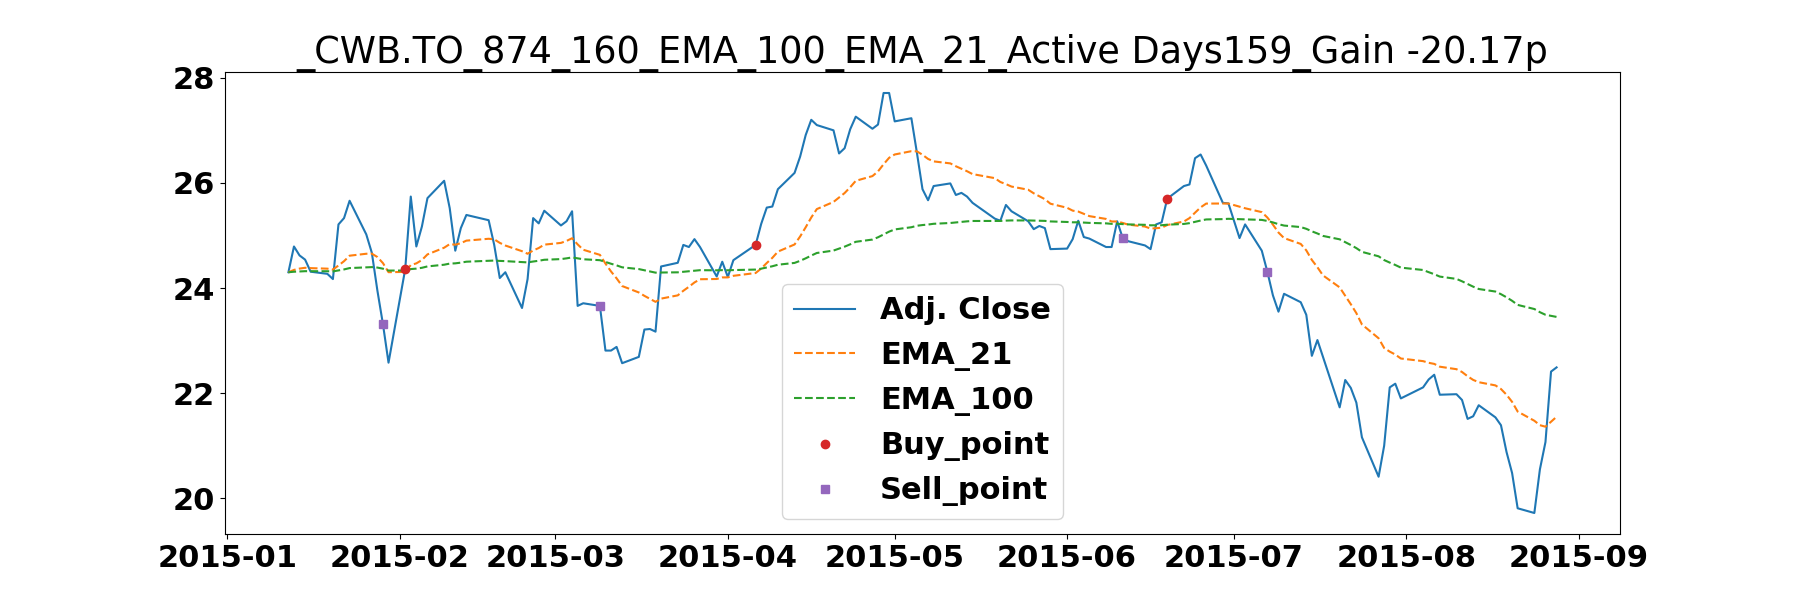 _CWB.TO_874_160_EMA_100_EMA_21_Active Days159_Gain -20.17p
28
26
24
22
20
Adj. Close
EMA_21
EMA_100
Buy_point
Sell_point
2015-01 2015-02 2015-03 2015-04 2015-05 2015-06 2015-07 2015-08 2015-09